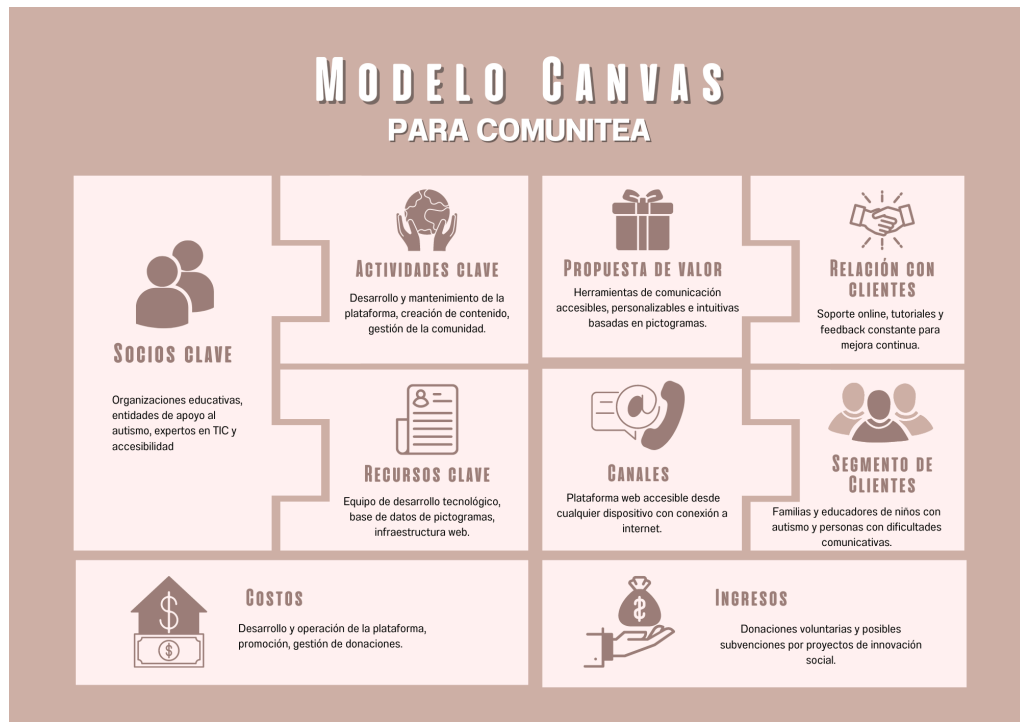 MODELO CANVAS
PARA COMUNITEA
SOCIOS CLAVE
Organizaciones educativas,
entidades de apoyo al
autismo, expertos en TIC y
accesibilidad
ACTIVIDADES CLAVE
Desarrollo y mantenimiento de la
plataforma, creación de contenido,
gestión de la comunidad.
RECURSOS CLAVE
Equipo de desarrollo tecnológico,
base de datos de pictogramas,
infraestructura web.
PROPUESTA DE VALOR
Herramientas de comunicación
accesibles, personalizables e intuitivas
basadas en pictogramas.
CANALES
Plataforma web accesible desde
cualquier dispositivo con conexión a
internet.
RELACIÓN CON
CLIENTES
Soporte online, tutoriales y
feedback constante para
mejora continua.
SEGMENTO DE
CLIENTES
Familias y educadores de niños con
autismo y personas con dificultades
comunicativas.
COSTOS
Desarrollo y operación de la plataforma,
promoción, gestión de donaciones.
INGRESOS
Donaciones voluntarias y posibles
subvenciones por proyectos de innovación
social.